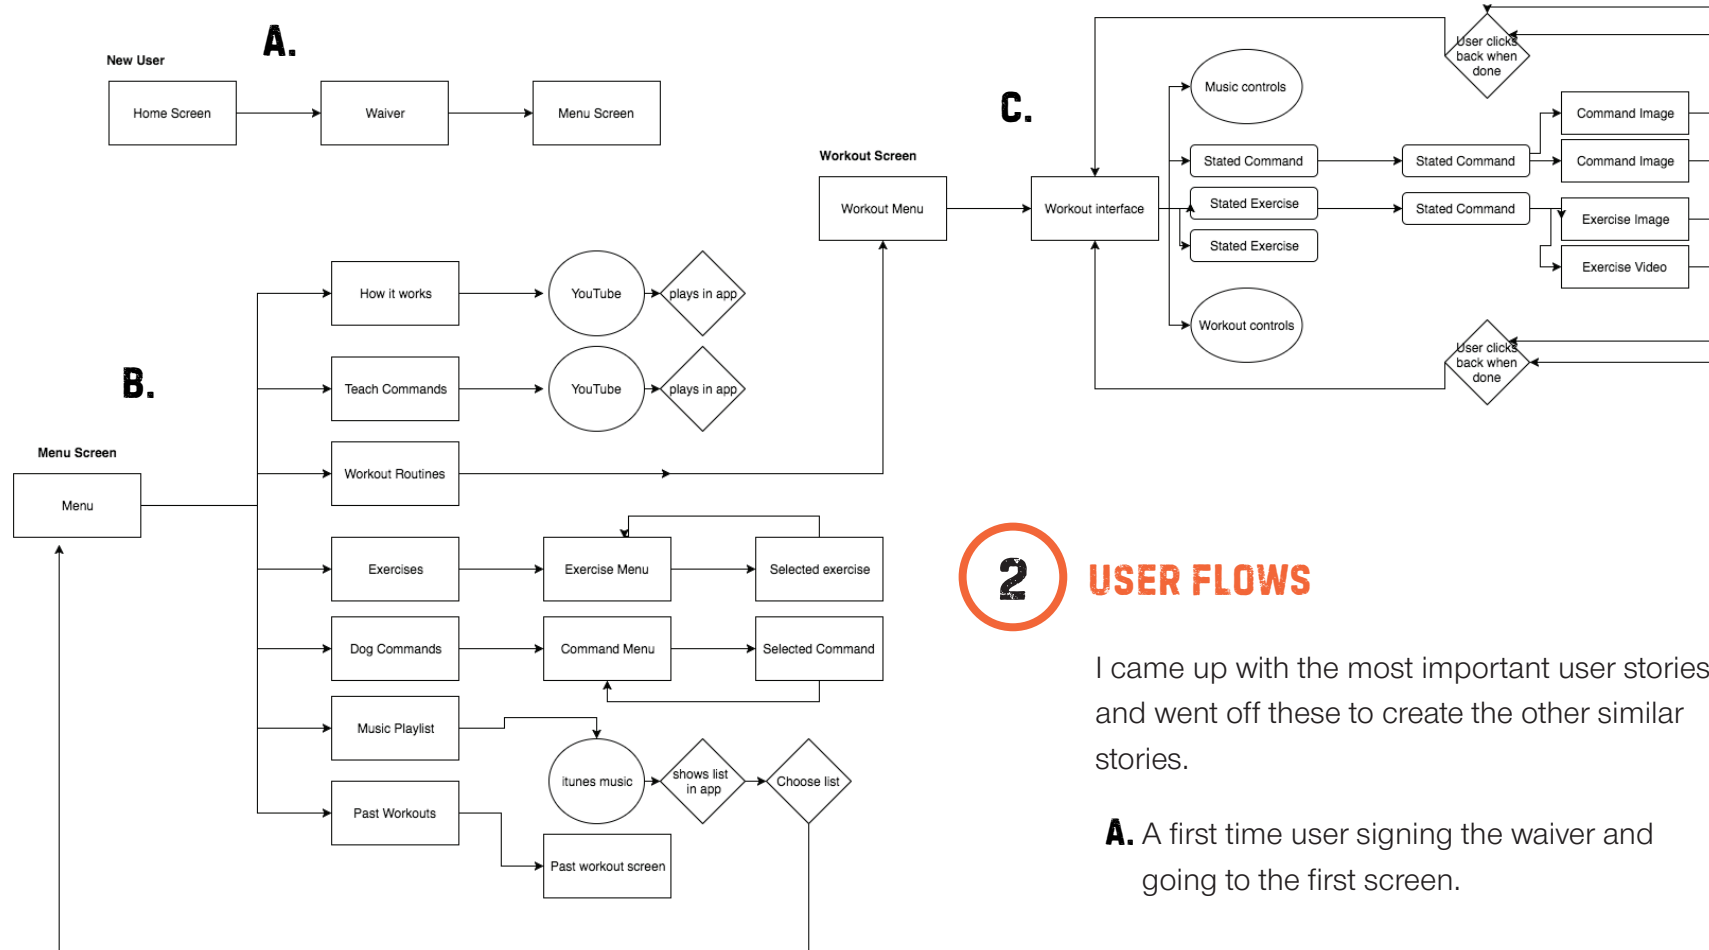 A.
New User
Home Screen
Waiver
Menu Screen
B.
Menu Screen
Menu
How it works
YouTube
plays in app
Teach Commands
YouTube
plays in app
Workout Routines
Exercises
Exercise Menu
Selected exercise
Dog Commands
Command Menu
Selected Command
Music Playlist
itunes music
shows list
in app
Choose list
Past Workouts
Past workout screen
C.
Workout Screen
Workout Menu
Workout interface
Music controls
Stated Command
Stated Command
Command Image
Command Image
Stated Exercise
Stated Command
Exercise Image
Stated Exercise
Exercise Video
Workout controls
User clicks
back when
done
User clicks
back when
done
2
USER FLOWS
I came up with the most important user stories
and went off these to create the other similar
stories.
A. A first time user signing the waiver and
going to the first screen.